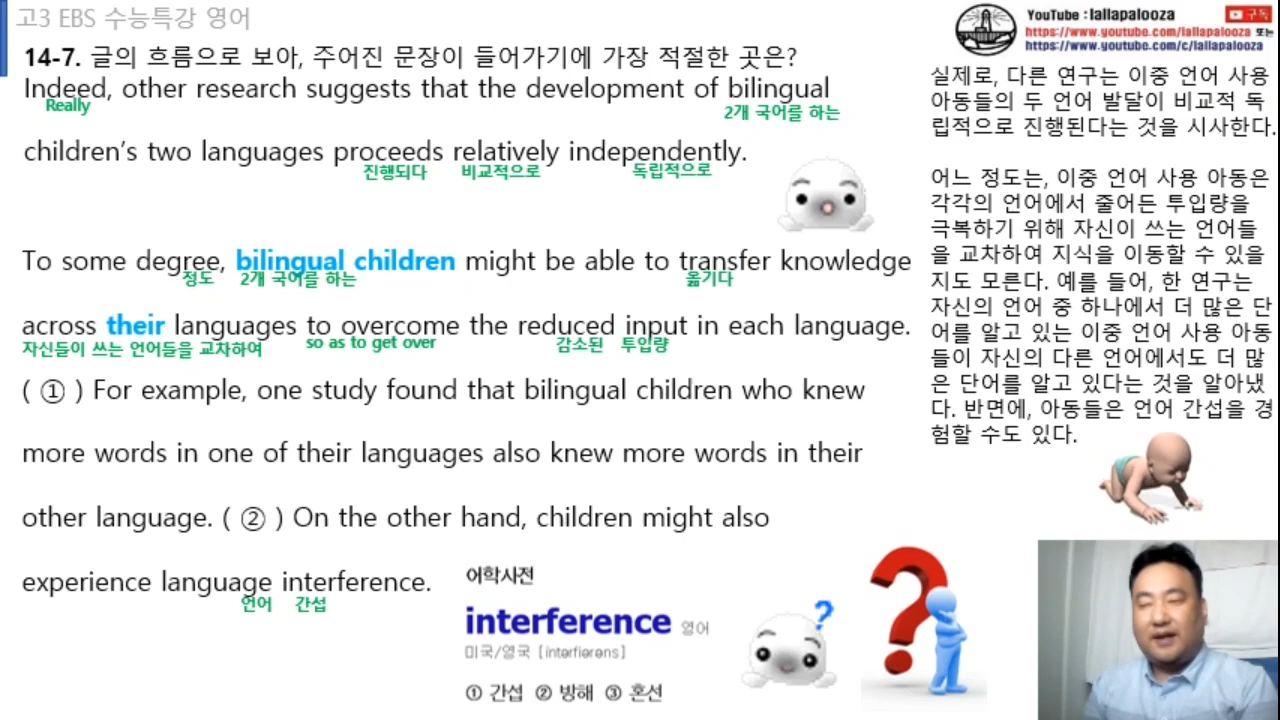 고3 EBS 수능특강 영어
YouTube : lallapalooza
구독
https://www.youtube.com/lallapalooza 또는
https://www.youtube.com/c/lallapalooza
14-7. 글의 흐름으로 보아, 주어진 문장이 들어가기에 가장 적절한 곳은?
Indeed, other research suggests that the development of bilingual
Really
2개 국어를 하는
children's two languages proceeds relatively independently.
진행되다 비교적으로 독립적으로
To some degree, bilingual children might be able to transfer knowledge
정도 2개 국어를 하는 옮기다
across their languages to overcome the reduced input in each language.
자신들이 쓰는 언어들을 교차하여 so as to get over 감소된 투입량
( ① ) For example, one study found that bilingual children who knew
more words in one of their languages also knew more words in their
other language. ( ② ) On the other hand, children might also
experience language interference.
언어 간섭
어학사전
interference 영어
미국/영국 [ìntərfíərəns]
① 간섭 ② 방해 ③ 혼선
실제로, 다른 연구는 이중 언어 사용
아동들의 두 언어 발달이 비교적 독
립적으로 진행된다는 것을 시사한다.
어느 정도는, 이중 언어 사용 아동은
각각의 언어에서 줄어든 투입량을
극복하기 위해 자신이 쓰는 언어들
을 교차하여 지식을 이동할 수 있을
지도 모른다. 예를 들어, 한 연구는
자신의 언어 중 하나에서 더 많은 단
어를 알고 있는 이중 언어 사용 아동
들이 자신의 다른 언어에서도 더 많
은 단어를 알고 있다는 것을 알아냈
다. 반면에, 아동들은 언어 간섭을 경
험할 수도 있다.